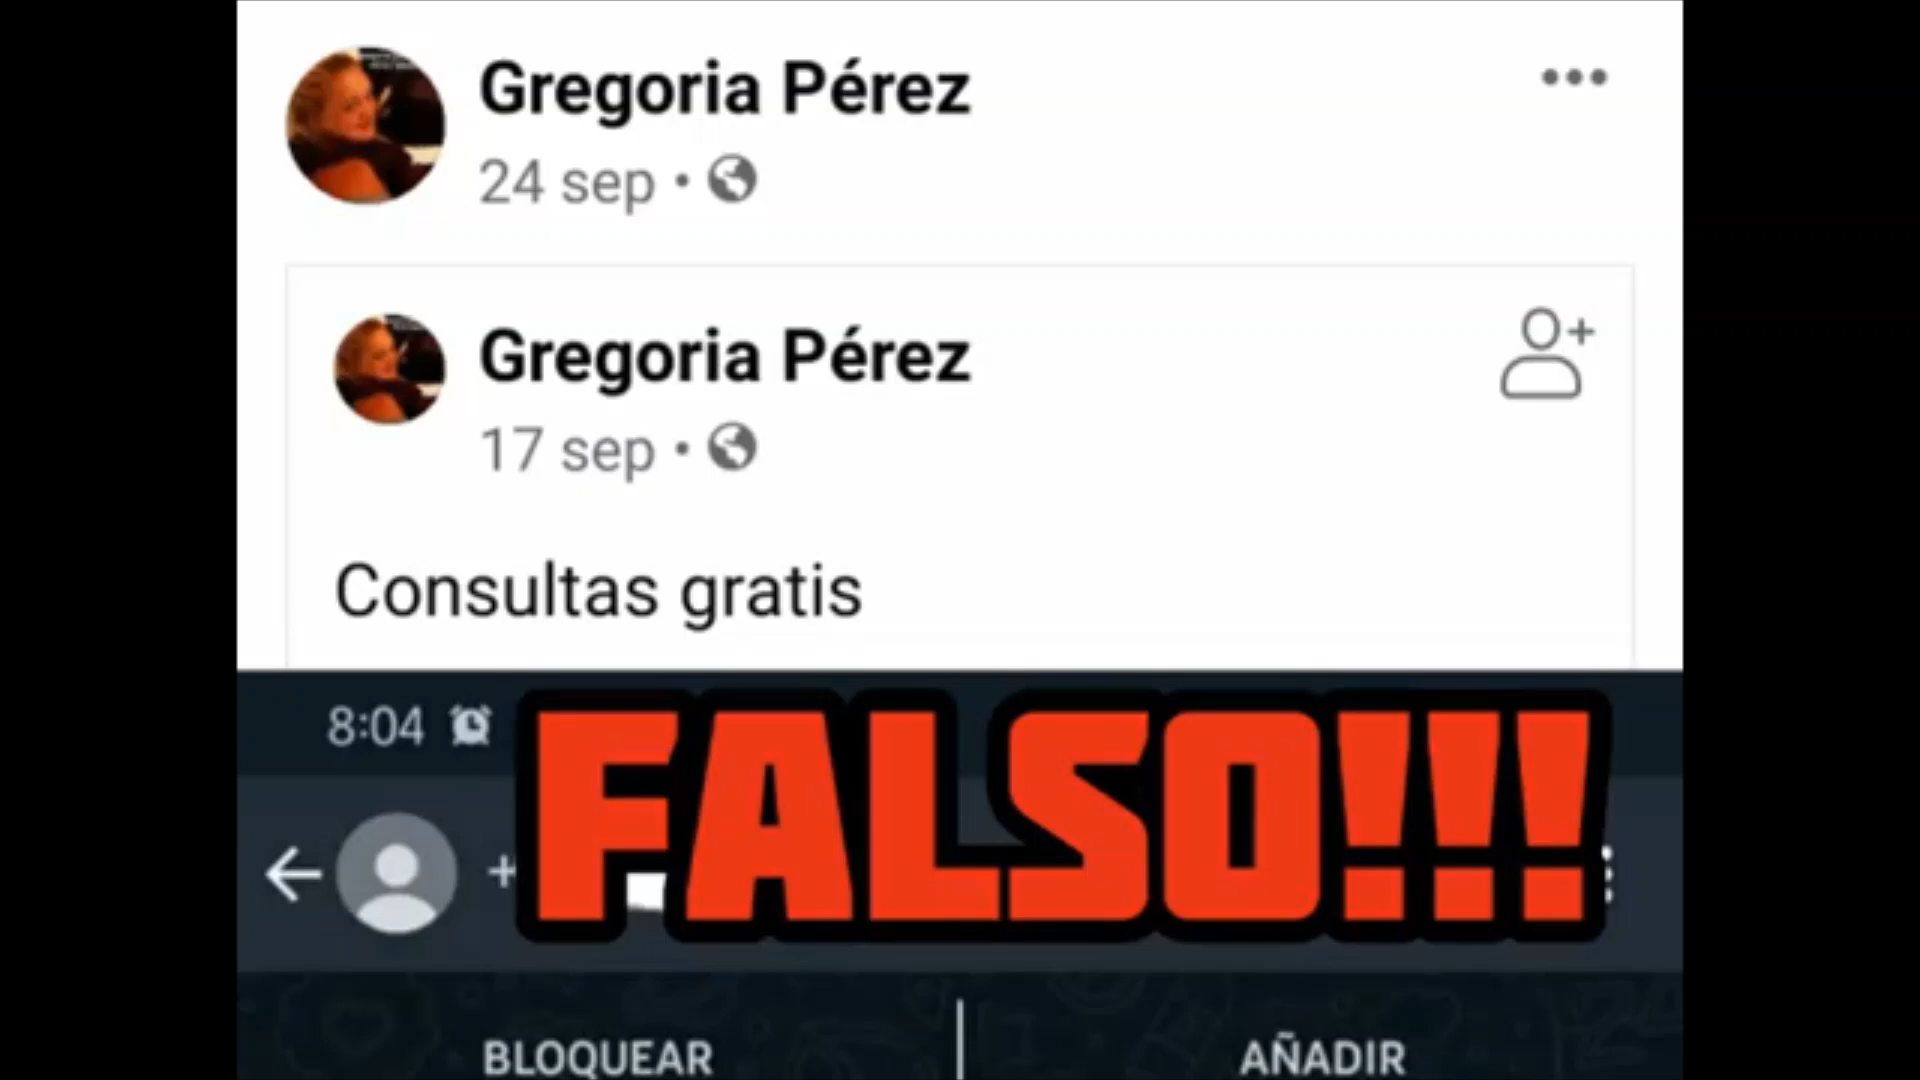 Gregoria Pérez
24 sep •
Gregoria Pérez
17 sep •
Consultas gratis
8:04
FALSO!!!
+
BLOQUEAR
AÑADIR